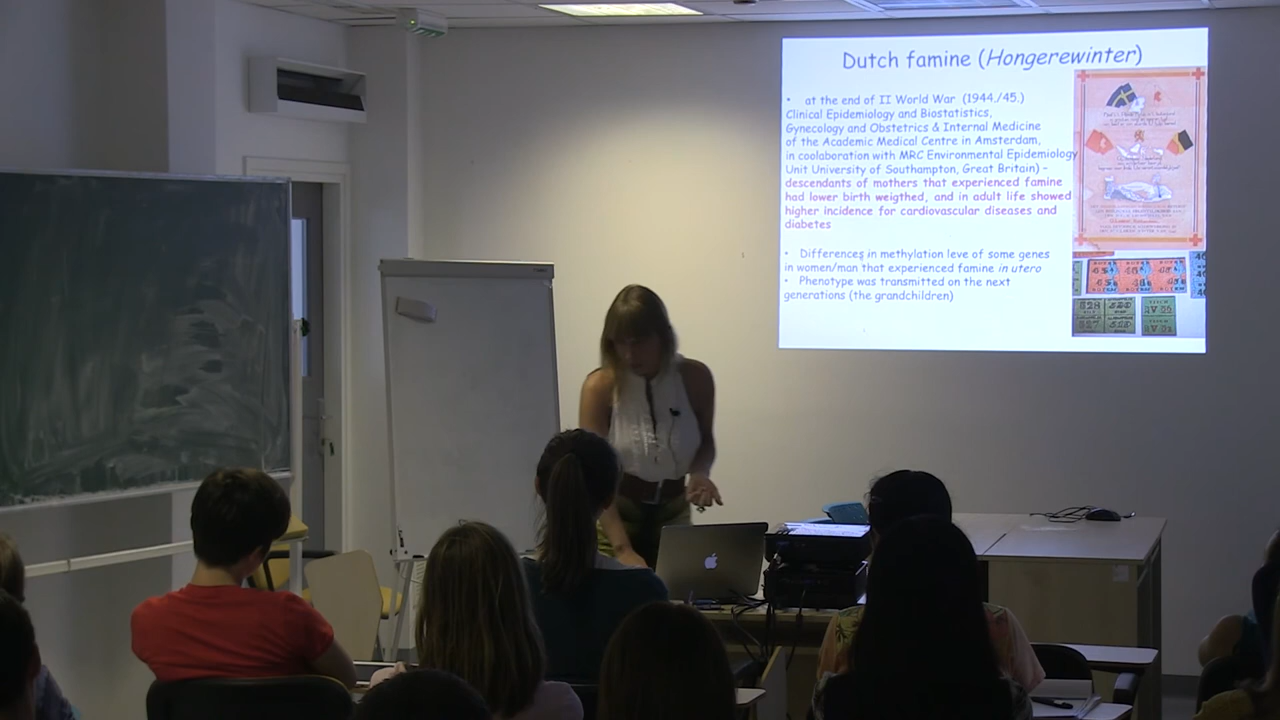 Dutch famine (Hongerewinter)
• at the end of II World War (1944./45.)
Clinical Epidemiology and Biostatistics,
Gynecology and Obstetrics & Internal Medicine
of the Academic Medical Centre in Amsterdam,
in coolaboration with MRC Environmental Epidemiology
Unit University of Southampton, Great Britain) –
descendants of mothers that experienced famine
had lower birth weigthed, and in adult life showed
higher incidence for cardiovascular diseases and
diabetes
• Differences in methylation leve of some genes
in women/man that experienced famine in utero
• Phenotype was transmitted on the next
generations (the grandchildren)